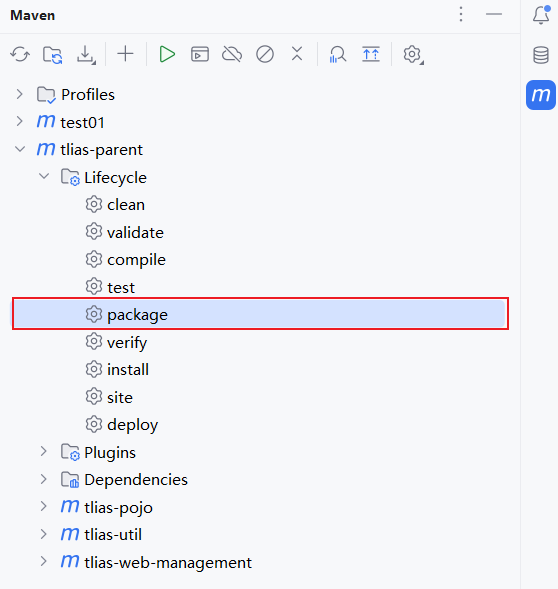 Maven
Profiles
m test01
m tlias-parent
Lifecycle
clean
validate
compile
test
package
verify
install
site
deploy
Plugins
Dependencies
m tlias-pojo
m tlias-util
m tlias-web-management
m